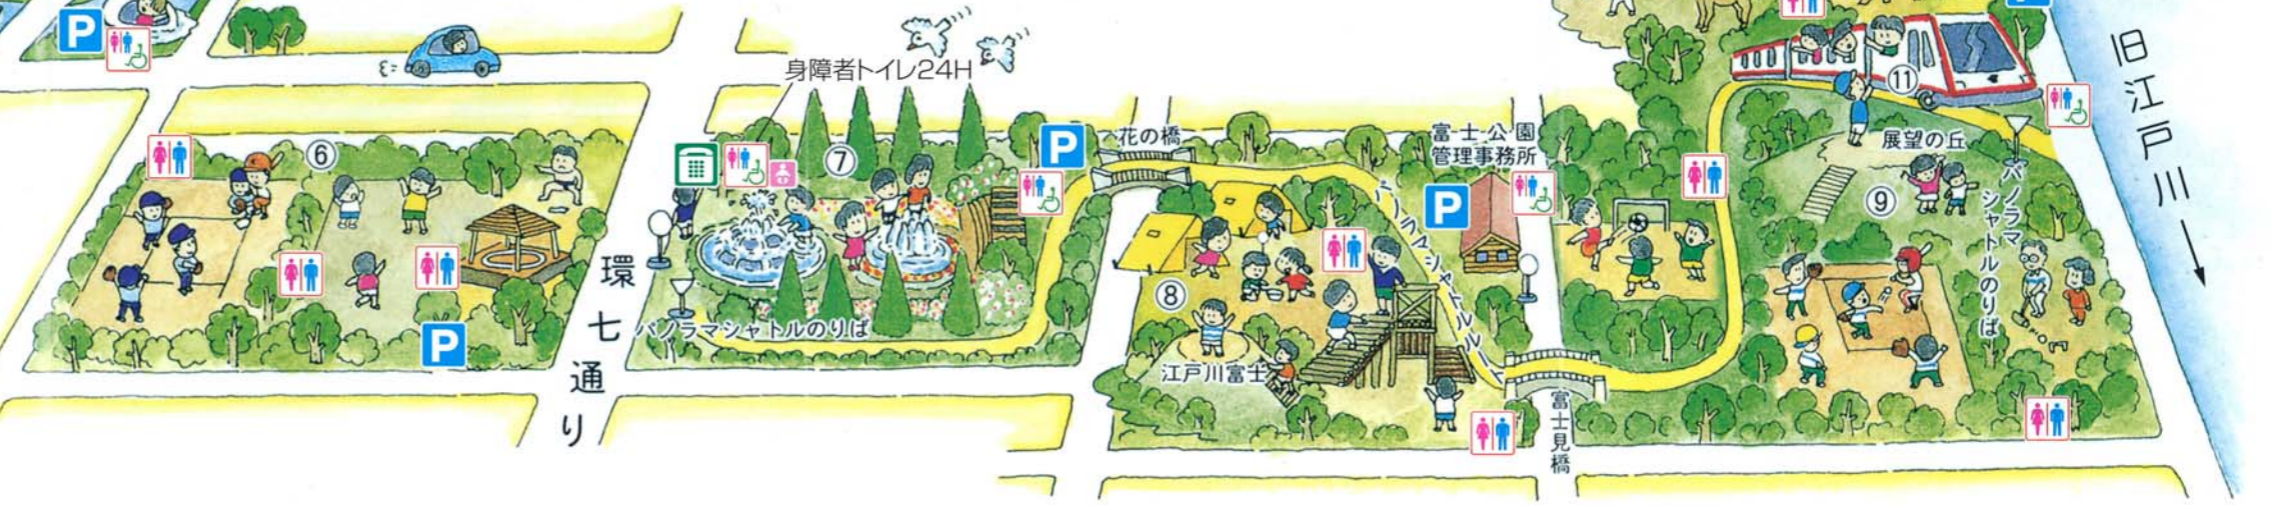 P
身障者トイレ24H
⑪
旧江戸川
⑥
⑦
P
花の橋
富士公園
管理事務所
展望の丘
P
パノラマ
シャトルのりば
⑨
環七通り
⑧
パノラマシャトルルート
P
パノラマシャトルのりば
江戸川富士
富士見橋